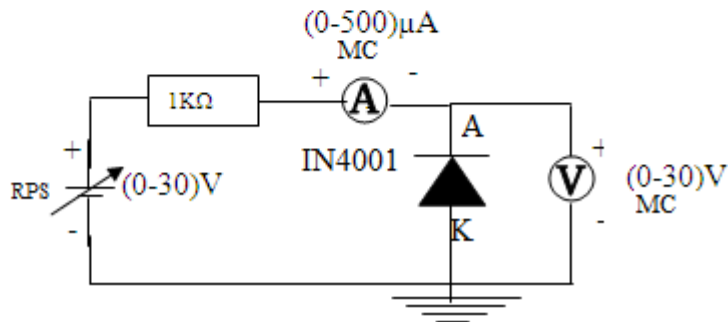 (0-500)µA
MC
+ -
1KΩ
A
A
IN4001
K
+
RPS
(0-30)V
-
V
+
(0-30)V
MC
-